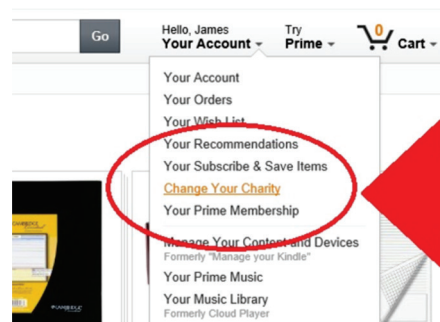 Go
Hello, James
Your Account
Try
Prime
0
Cart
Your Account
Your Orders
Your Wish List
Your Recommendations
Your Subscribe & Save Items
Change Your Charity
Your Prime Membership
Manage Your Content and Devices
Formerly "Manage your Kindle"
Your Prime Music
Your Music Library
Formerly Cloud Player
CAMBRIDGE